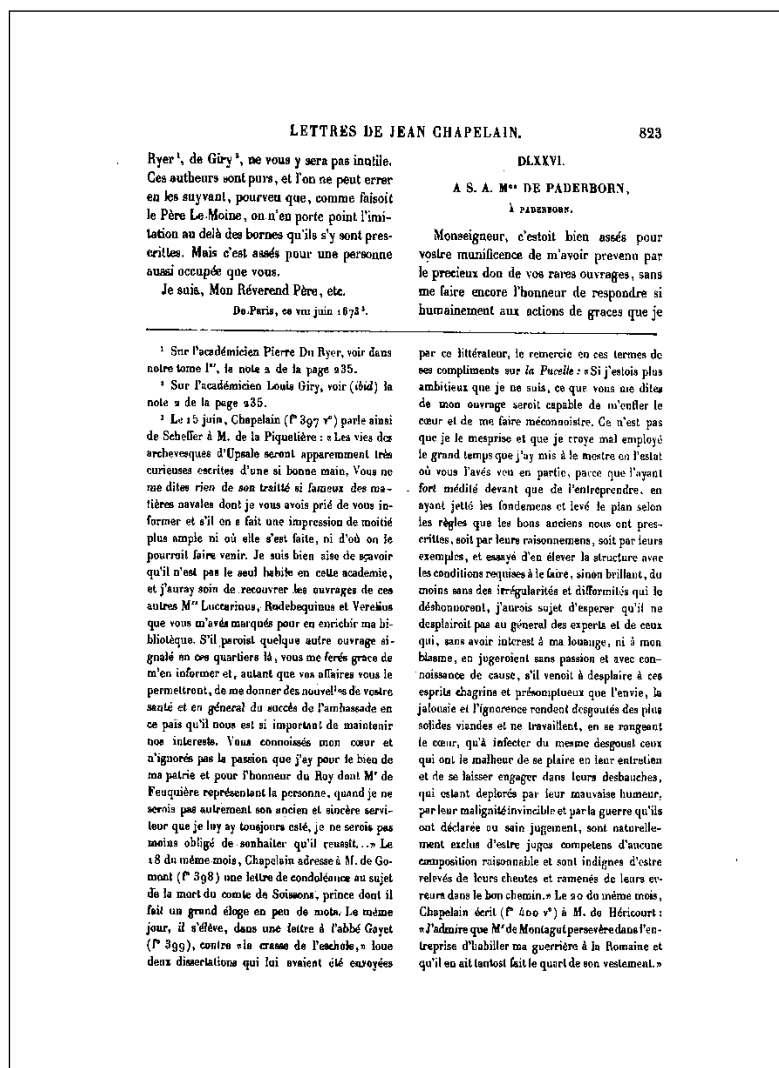 LETTRES DE JEAN CHAPELAIN. 823
Ryer ¹, de Giry ², ne vous y sera pas inutile.
Ces autheurs sont purs, et l'on ne peut errer
en les suyvant, pourveu que, comme faisoit
le Père Le Moine, on n'en porte point l'imi-
tation au delà des bornes qu'ils s'y sont pres-
crittes. Mais c'est assés pour une personne
aussi occupée que vous.
Je suis, Mon Révérend Père, etc.
De Paris, ce VIII juin 1673 ³.
DLXXVI.
A S. A. Mgr DE PADERBORN,
À PADERBORN.
Monseigneur, c'estoit bien assés pour
vostre munificence de m'avoir prevenu par
le precieux don de vos rares ouvrages, sans
me faire encore l'honneur de respondre si
humainement aux actions de graces que je
¹ Sur l'académicien Pierre Du Ryer, voir dans
notre tome Iᵉʳ, la note 2 de la page 235.
² Sur l'académicien Louis Giry, voir (ibid) la
note 2 de la page 235.
³ Le 15 juin, Chapelain (f° 397 v°) parle ainsi
de Scheffer à M. de la Piquetière : « Les vies des
archevesques d'Upsale seront apparemment très
curieuses escrites d'une si bonne main. Vous ne
me dites rien de son traitté si fameux des ma-
tières navales dont je vous avois prié de vous in-
former et s'il on a fait une impression de moitié
plus ample ni où elle s'est faite, ni d'où on le
pourroit faire venir. Je suis bien aise de sçavoir
qu'il n'est pas le seul habile en cette academie,
et j'auray soin de recouvrer les ouvrages de ces
autres Mʳˢ Luccarinus, Rudebequinus et Verelius
que vous m'avés marqués pour en enrichir ma bi-
bliotèque. S'il paroist quelque autre ouvrage si-
gnalé en ces quartiers là, vous me ferés grace de
m'en informer et, autant que vos affaires vous le
permettront, de me donner des nouvelles de vostre
santé et en géneral du succès de l'ambassade en
ce païs qu'il nous est si important de maintenir
nos interests. Vous connoissés mon cœur et
n'ignorés pas la passion que j'ey pour le bien de
ma patrie et pour l'honneur du Roy dont Mʳ de
Feuquière représentant la personne, quand je ne
serois pas autrement son ancien et sincère servi-
teur que je luy ay tousjours esté, je ne serois pas
moins obligé de souhaiter qu'il reussit... » Le
18 du même mois, Chapelain adresse à M. de Go-
mont (f° 398) une lettre de condoléance au sujet
de la mort du comte de Soissons, prince dont il
fait un grand éloge en peu de mots. Le même
jour, il s'élève, dans une lettre à l'abbé Gayet
(f° 399), contre « la crasse de l'eschole, » loue
deux dissertations qui lui avaient été envoyées
par ce littérateur, le remercie en ces termes de
ses compliments sur la Pucelle : « Si j'estois plus
ambitieux que je ne suis, ce que vous me dites
de mon ouvrage seroit capable de m'enfler le
cœur et de me faire méconnoistre. Ce n'est pas
que je le mesprise et que je croye mal employé
le grand temps que j'ay mis à le mestre en l'estat
où vous l'avés veu en partie, parce que l'ayant
fort médité devant que de l'entreprendre, en
ayant jetté les fondemens et levé le plan selon
les règles que les bons anciens nous ont pres-
crittes, soit par leurs raisonnemens, soit par leurs
exemples, et essayé d'en élever la structure avec
les conditions requises à le faire, sinon brillant, du
moins sans des irrégularités et difformités qui le
déshonnorent, j'aurois sujet d'esperer qu'il ne
desplairoit pas au géneral des experts et de ceux
qui, sans avoir interest à ma louange, ni à mon
blasme, en jugeroient sans passion et avec con-
noissance de cause, s'il venoit à desplaire à ces
esprits chagrins et présomptueux que l'envie, la
jalousie et l'ignorence rendent desgoutés des plus
solides viandes et ne travaillent, en se rongeant
le cœur, qu'à infecter du mesme desgoust ceux
qui ont le malheur de se plaire en leur entretien
et de se laisser engager dans leurs desbauches,
qui estant deplorés par leur mauvaise humeur,
par leur malignité invincible et par la guerre qu'ils
ont déclarée au sain jugement, sont naturelle-
ment exclus d'estre juges competens d'aucune
composition raisonnable et sont indignes d'estre
relevés de leurs cheutes et ramenés de leurs er-
reurs dans le bon chemin. » Le 20 du même mois,
Chapelain écrit (f° 400 v°) à M. de Héricourt :
« J'admire que Mʳ de Montagut persevère dans l'en-
treprise d'habiller ma guerrière à la Romaine et
qu'il en ait tantost fait le quart de son vestement. »